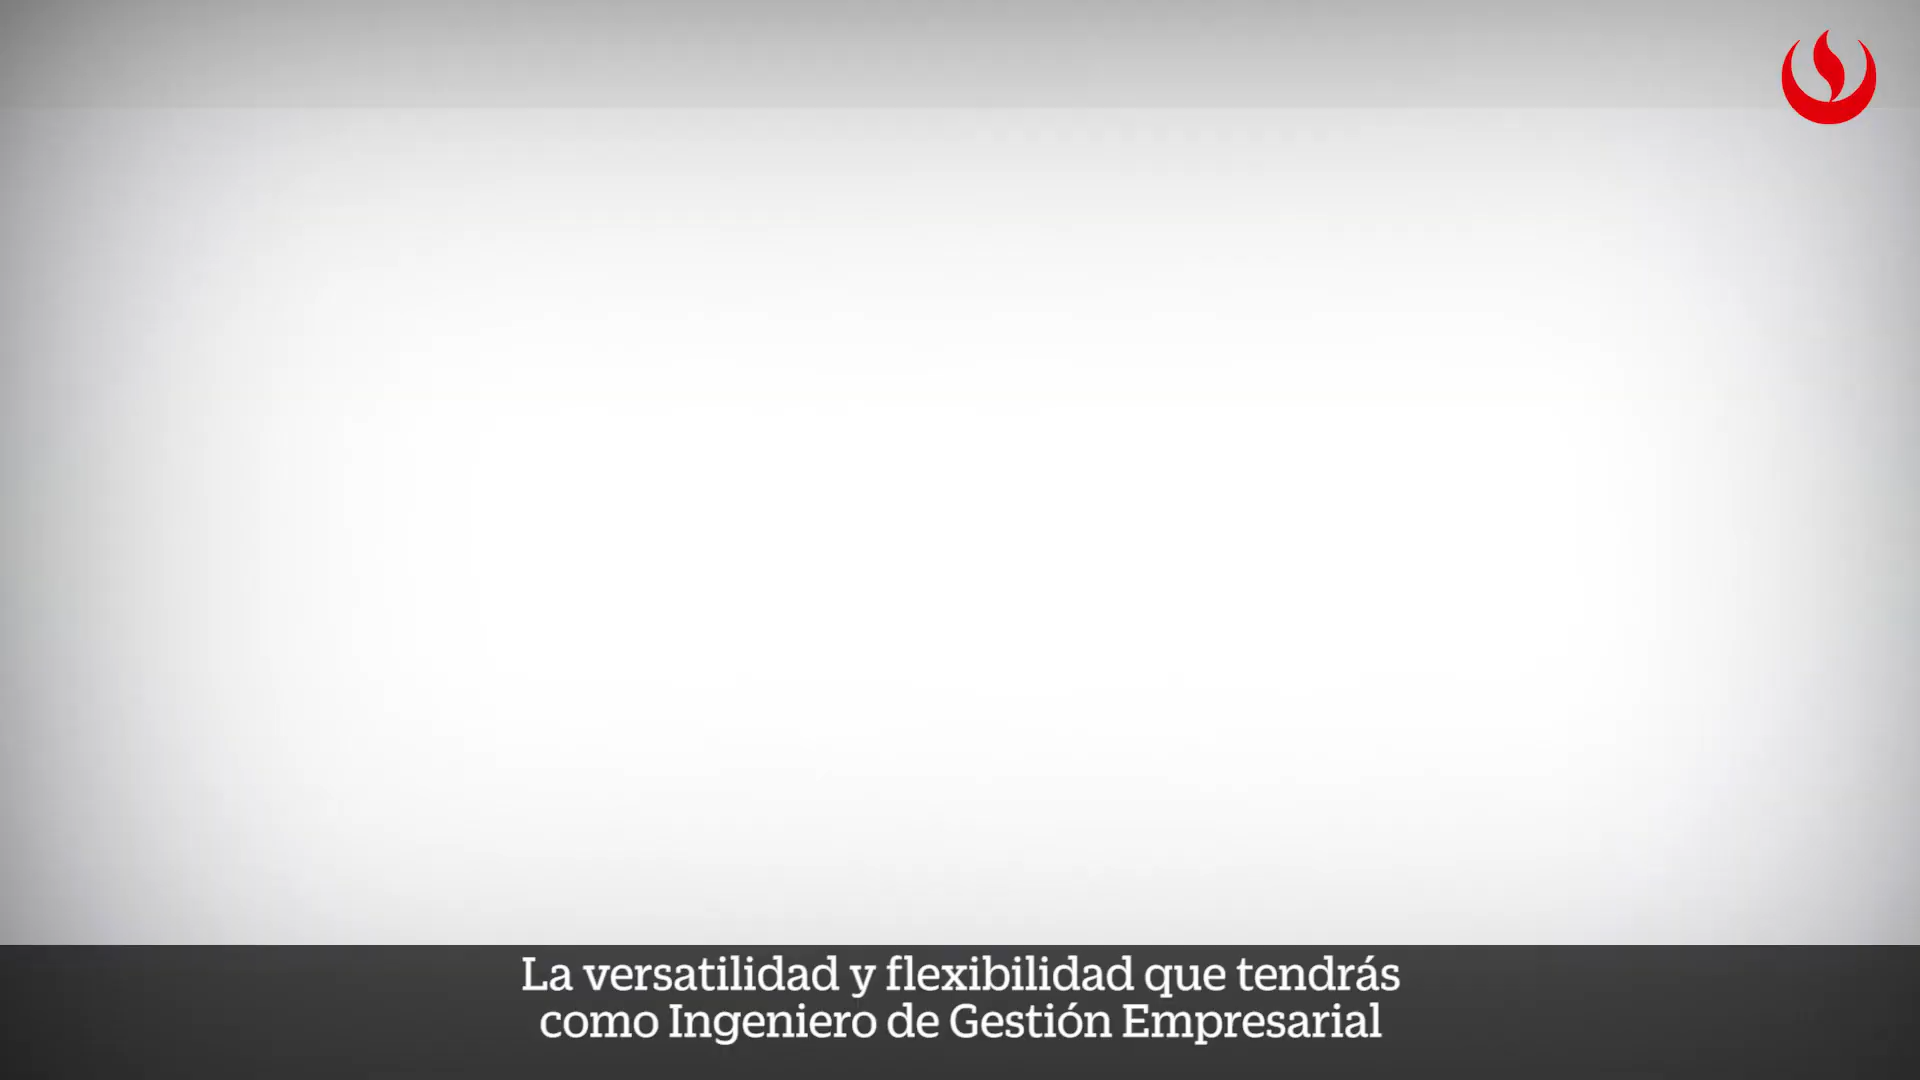 La versatilidad y flexibilidad que tendrás
como Ingeniero de Gestión Empresarial